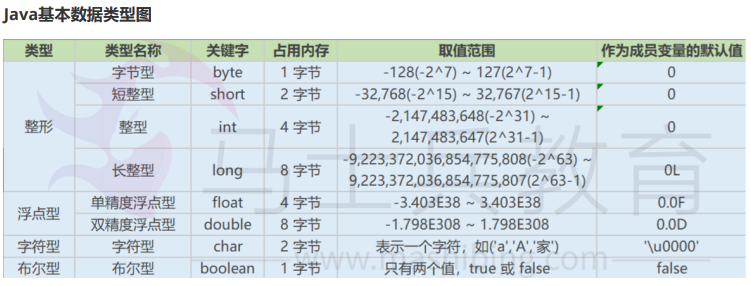 Java基本数据类型图
类型 类型名称 关键字 占用内存 取值范围 作为成员变量的默认值
整形 字节型 byte 1 字节 -128(-2^7) ~ 127(2^7-1) 0
短整型 short 2 字节 -32,768(-2^15) ~ 32,767(2^15-1) 0
整型 int 4 字节 -2,147,483,648(-2^31) ~
2,147,483,647(2^31-1) 0
长整型 long 8 字节 -9,223,372,036,854,775,808(-2^63) ~
9,223,372,036,854,775,807(2^63-1) 0L
浮点型 单精度浮点型 float 4 字节 -3.403E38 ~ 3.403E38 0.0F
双精度浮点型 double 8 字节 -1.798E308 ~ 1.798E308 0.0D
字符型 字符型 char 2 字节 表示一个字符，如('a','A','家') '\u0000'
布尔型 布尔型 boolean 1 字节 只有两个值，true 或 false false
马士兵教育
www.mashibing.com